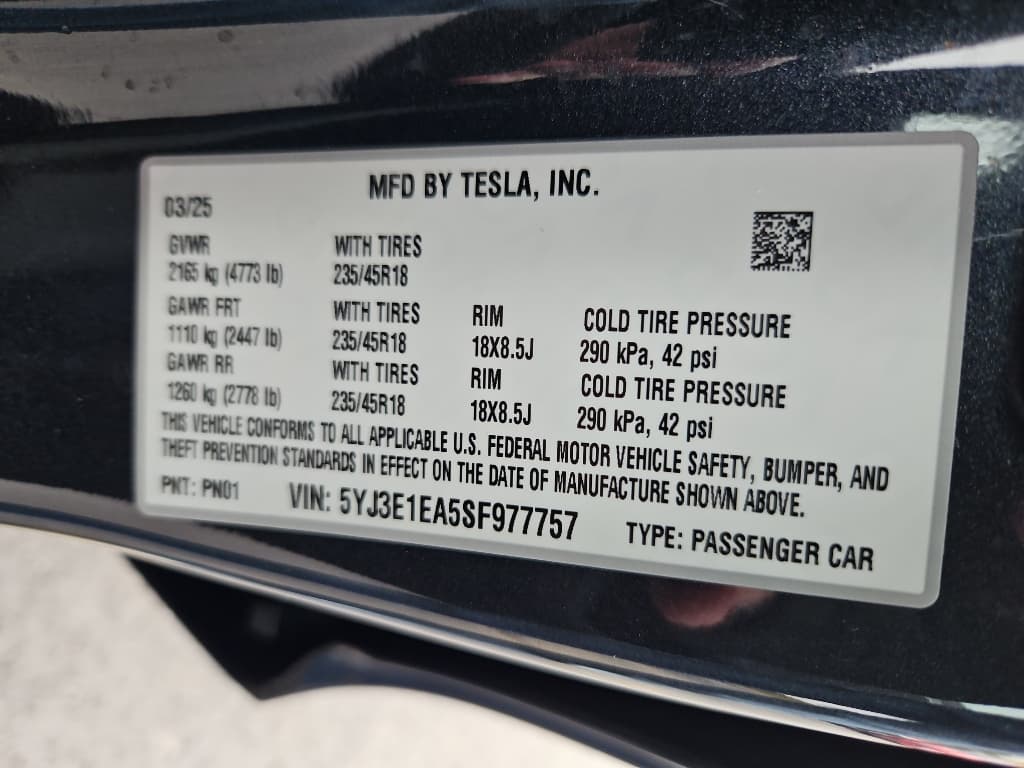 MFD BY TESLA, INC.
03/25
GVWR WITH TIRES
2165 kg (4773 lb) 235/45R18
GAWR FRT WITH TIRES RIM COLD TIRE PRESSURE
1110 kg (2447 lb) 235/45R18 18X8.5J 290 kPa, 42 psi
GAWR RR WITH TIRES RIM COLD TIRE PRESSURE
1260 kg (2778 lb) 235/45R18 18X8.5J 290 kPa, 42 psi
THIS VEHICLE CONFORMS TO ALL APPLICABLE U.S. FEDERAL MOTOR VEHICLE SAFETY, BUMPER, AND
THEFT PREVENTION STANDARDS IN EFFECT ON THE DATE OF MANUFACTURE SHOWN ABOVE.
PNT: PN01 VIN: 5YJ3E1EA5SF977757 TYPE: PASSENGER CAR